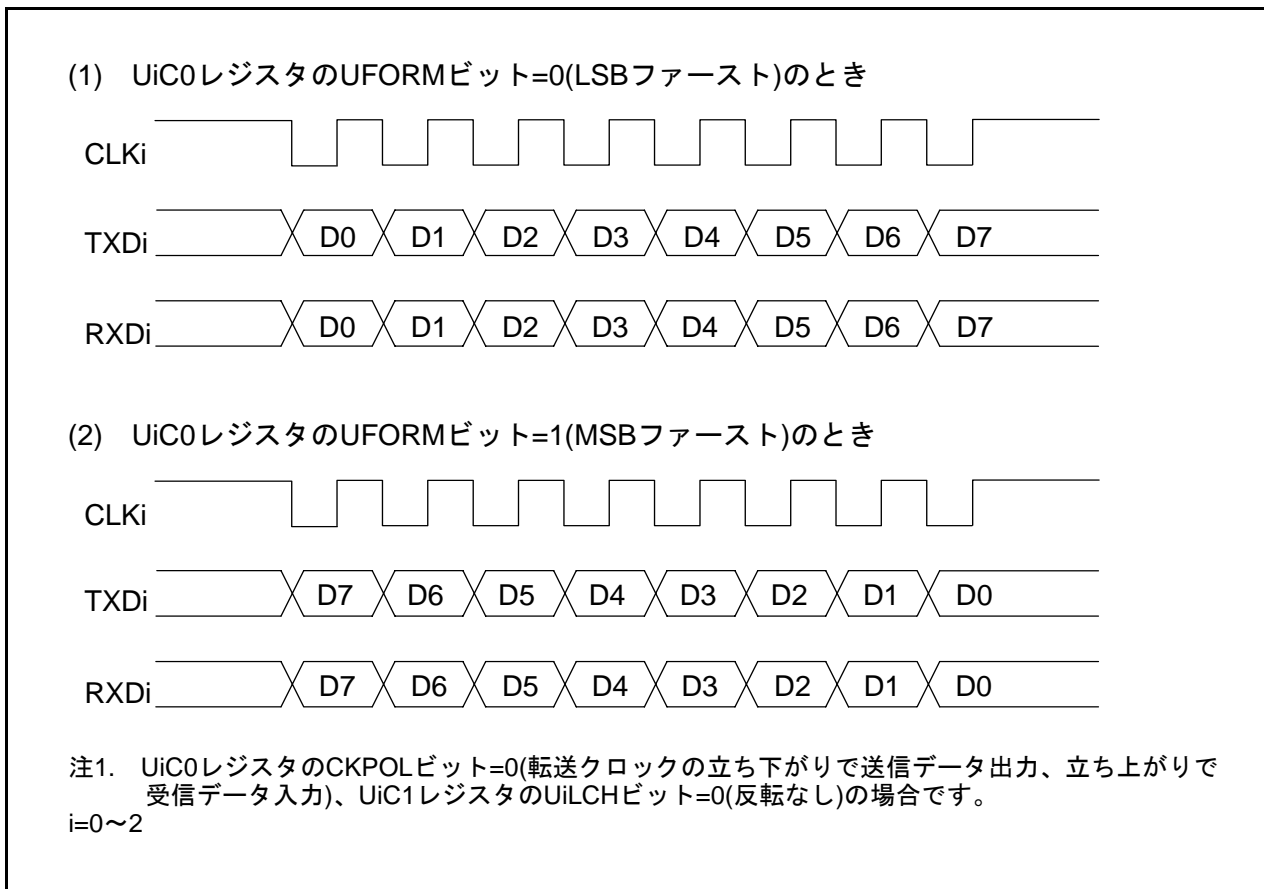 (1) UiC0レジスタのUFORMビット=0(LSBファースト)のとき
CLKi
TXDi D0 D1 D2 D3 D4 D5 D6 D7
RXDi D0 D1 D2 D3 D4 D5 D6 D7
(2) UiC0レジスタのUFORMビット=1(MSBファースト)のとき
CLKi
TXDi D7 D6 D5 D4 D3 D2 D1 D0
RXDi D7 D6 D5 D4 D3 D2 D1 D0
注1. UiC0レジスタのCKPOLビット=0(転送クロックの立ち下がりで送信データ出力、立ち上がりで
受信データ入力)、UiC1レジスタのUiLCHビット=0(反転なし)の場合です。
i=0～2